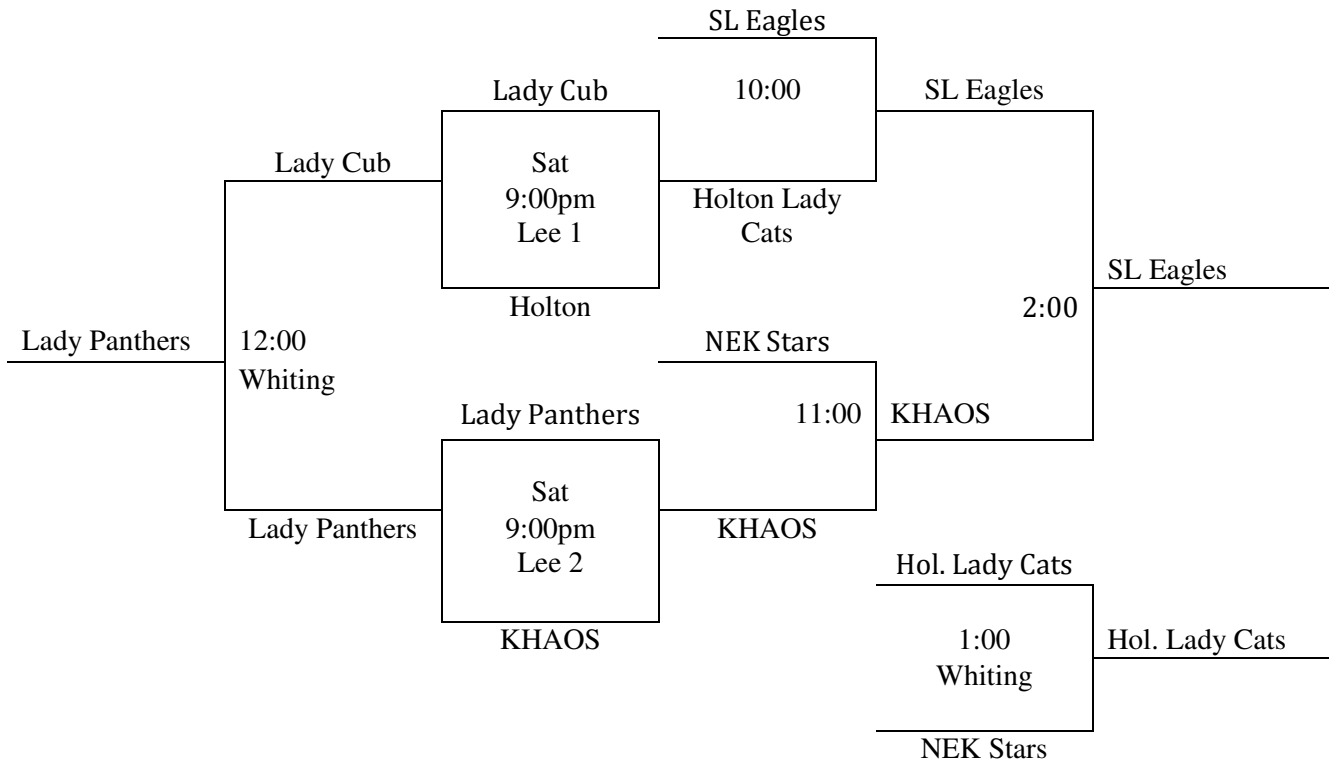 SL Eagles
Lady Cub
10:00
SL Eagles
Lady Cub
Sat
9:00pm
Lee 1
Holton Lady
Cats
SL Eagles
Holton
2:00
Lady Panthers
12:00
Whiting
NEK Stars
Lady Panthers
11:00
KHAOS
Sat
9:00pm
Lee 2
Lady Panthers
KHAOS
Hol. Lady Cats
KHAOS
1:00
Whiting
Hol. Lady Cats
NEK Stars